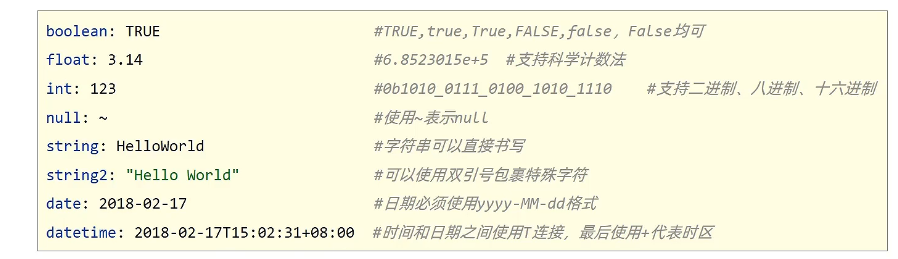 boolean: TRUE #TRUE,true,True,FALSE,false, False均可
float: 3.14 #6.8523015e+5 #支持科学计数法
int: 123 #0b1010_0111_0100_1010_1110 #支持二进制、八进制、十六进制
null: ~ #使用~表示null
string: HelloWorld #字符串可以直接书写
string2: "Hello World" #可以使用双引号包裹特殊字符
date: 2018-02-17 #日期必须使用yyyy-MM-dd格式
datetime: 2018-02-17T15:02:31+08:00 #时间和日期之间使用T连接，最后使用+代表时区